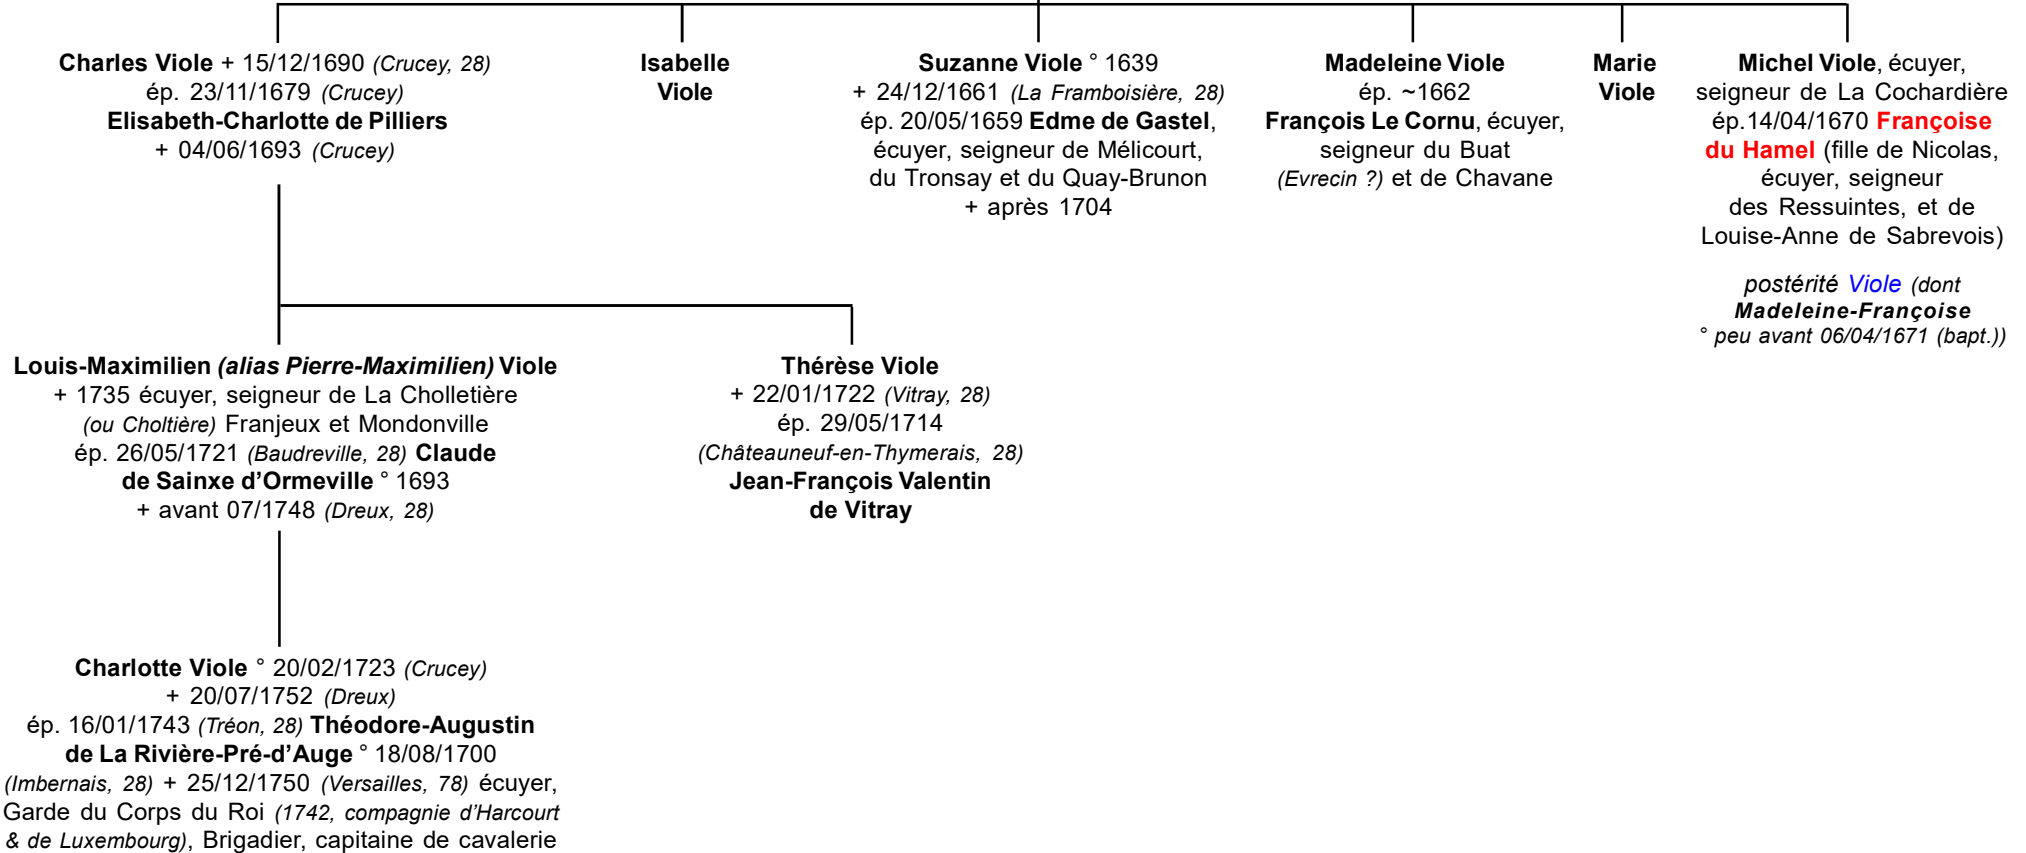 Charles Viole + 15/12/1690 (Crucey, 28)
ép. 23/11/1679 (Crucey)
Elisabeth-Charlotte de Pilliers
+ 04/06/1693 (Crucey)
Isabelle
Viole
Suzanne Viole ° 1639
+ 24/12/1661 (La Framboisière, 28)
ép. 20/05/1659 Edme de Gastel,
écuyer, seigneur de Mélicourt,
du Tronsay et du Quay-Brunon
+ après 1704
Madeleine Viole
ép. ~1662
François Le Cornu, écuyer,
seigneur du Buat
(Evrecin ?) et de Chavane
Marie
Viole
Michel Viole, écuyer,
seigneur de La Cochardière
ép.14/04/1670 Françoise
du Hamel (fille de Nicolas,
écuyer, seigneur
des Ressuintes, et de
Louise-Anne de Sabrevois)
postérité Viole (dont
Madeleine-Françoise
° peu avant 06/04/1671 (bapt.))
Louis-Maximilien (alias Pierre-Maximilien) Viole
+ 1735 écuyer, seigneur de La Cholletière
(ou Choltière) Franjeux et Mondonville
ép. 26/05/1721 (Baudreville, 28) Claude
de Sainxe d'Ormeville ° 1693
+ avant 07/1748 (Dreux, 28)
Thérèse Viole
+ 22/01/1722 (Vitray, 28)
ép. 29/05/1714
(Châteauneuf-en-Thymerais, 28)
Jean-François Valentin
de Vitray
Charlotte Viole ° 20/02/1723 (Crucey)
+ 20/07/1752 (Dreux)
ép. 16/01/1743 (Tréon, 28) Théodore-Augustin
de La Rivière-Pré-d'Auge ° 18/08/1700
(Imbernais, 28) + 25/12/1750 (Versailles, 78) écuyer,
Garde du Corps du Roi (1742, compagnie d'Harcourt
& de Luxembourg), Brigadier, capitaine de cavalerie